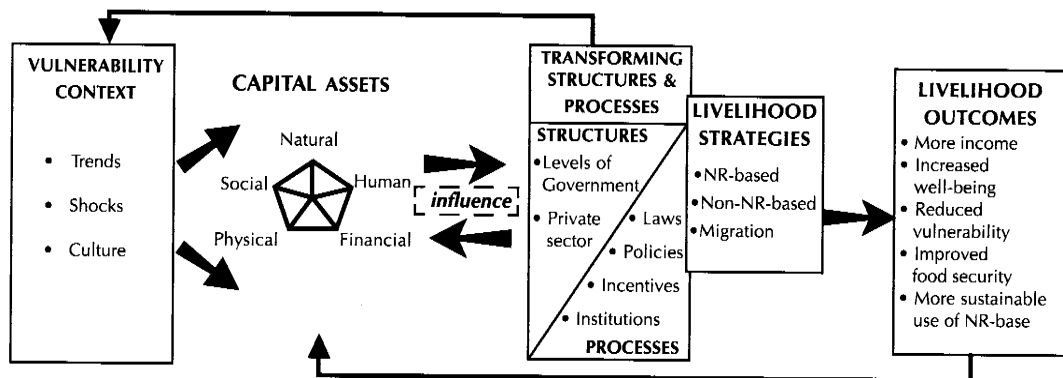 VULNERABILITY
CONTEXT
• Trends
• Shocks
• Culture
CAPITAL ASSETS
Natural
Social
Human
Physical
Financial
influence
TRANSFORMING
STRUCTURES &
PROCESSES
STRUCTURES
• Levels of
Government
• Private
sector
• Laws
• Policies
• Incentives
• Institutions
PROCESSES
LIVELIHOOD
STRATEGIES
• NR-based
• Non-NR-based
• Migration
LIVELIHOOD
OUTCOMES
• More income
• Increased
well-being
• Reduced
vulnerability
• Improved
food security
• More sustainable
use of NR-base